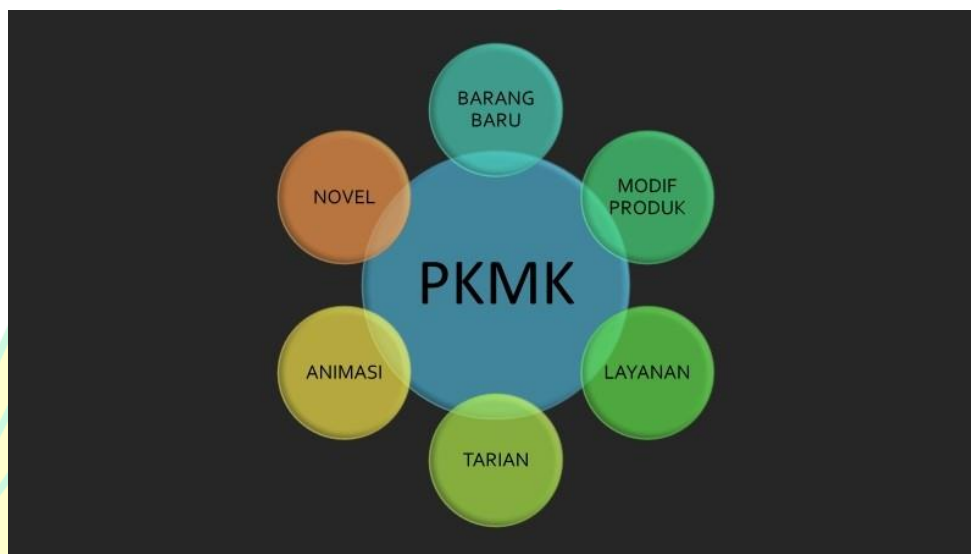 BARANG
BARU
NOVEL
MODIF
PRODUK
PKMK
ANIMASI
LAYANAN
TARIAN